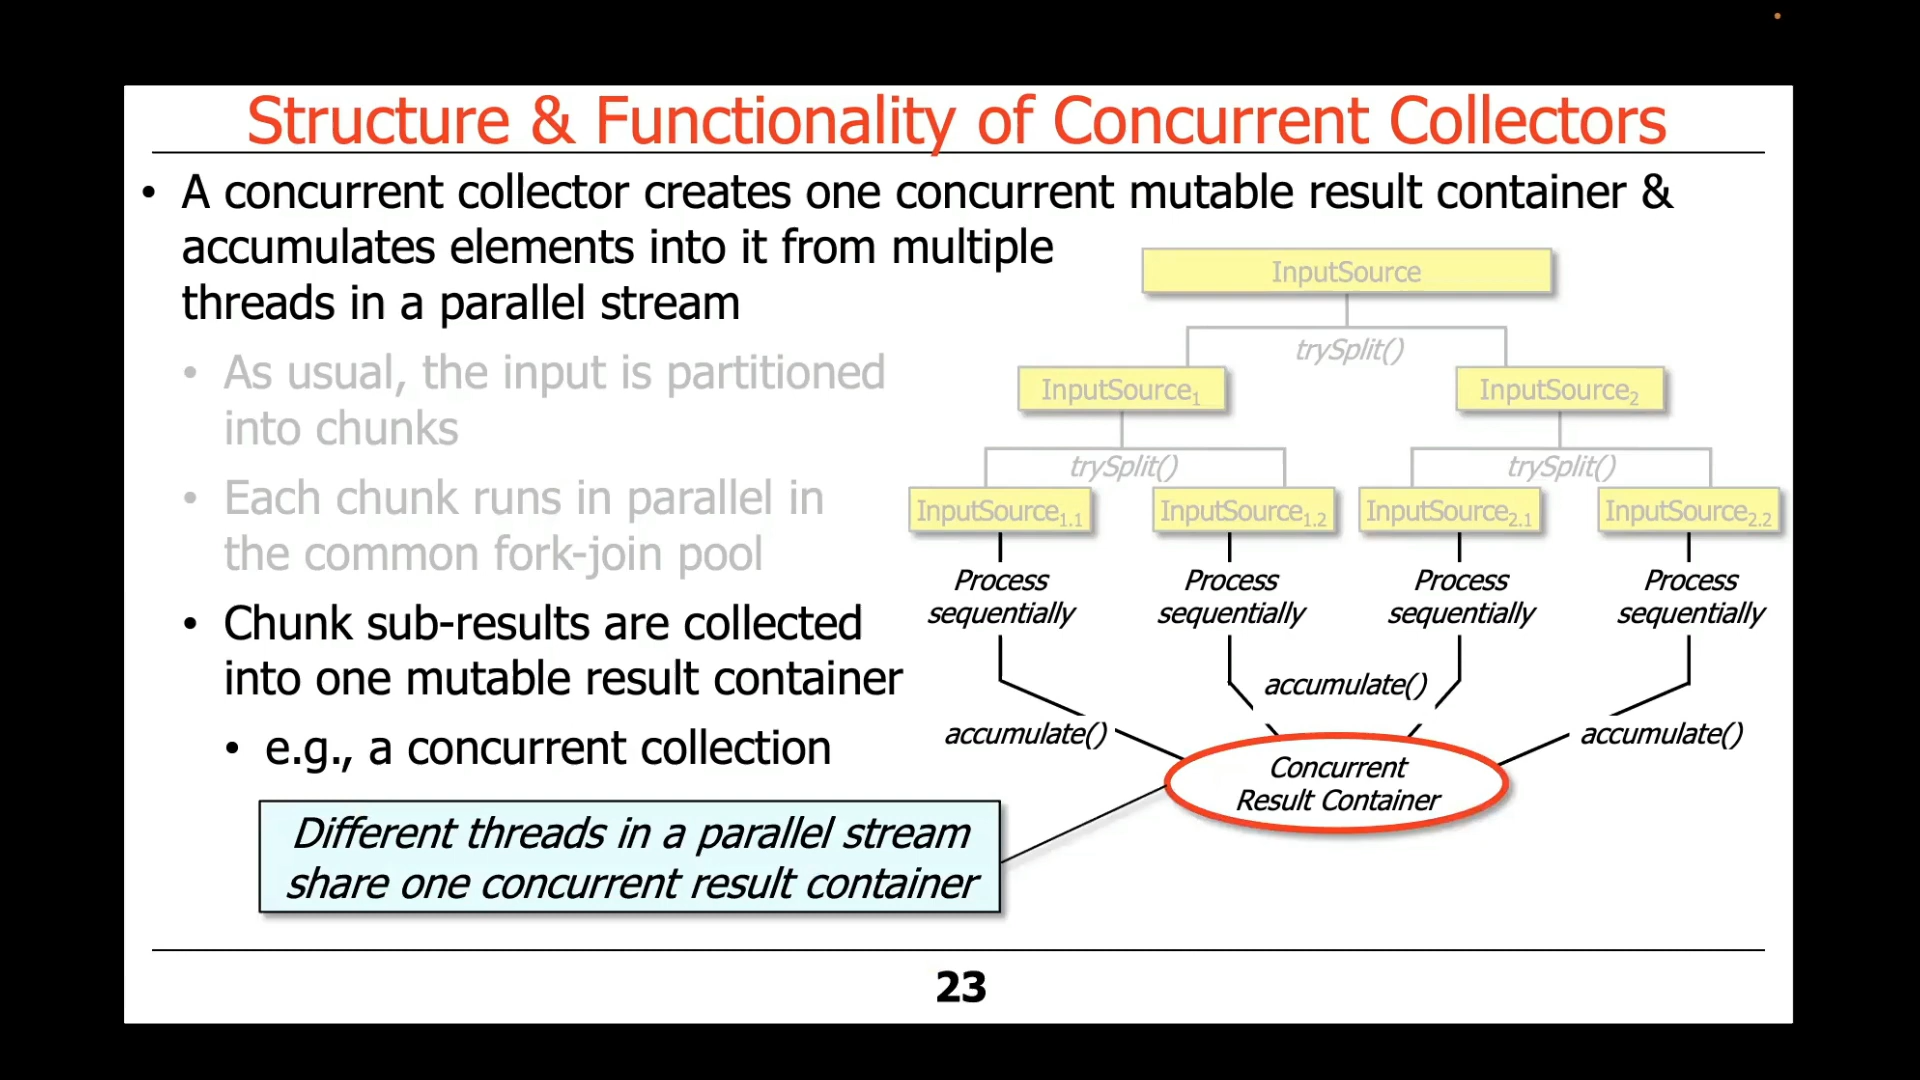 Structure & Functionality of Concurrent Collectors
• A concurrent collector creates one concurrent mutable result container &
accumulates elements into it from multiple
threads in a parallel stream
• As usual, the input is partitioned
into chunks
• Each chunk runs in parallel in
the common fork-join pool
• Chunk sub-results are collected
into one mutable result container
• e.g., a concurrent collection
Different threads in a parallel stream
share one concurrent result container
InputSource
trySplit()
InputSource1
InputSource2
trySplit()
trySplit()
InputSource1.1
InputSource1.2
InputSource2.1
InputSource2.2
Process
sequentially
Process
sequentially
Process
sequentially
Process
sequentially
accumulate()
accumulate()
accumulate()
Concurrent
Result Container
23